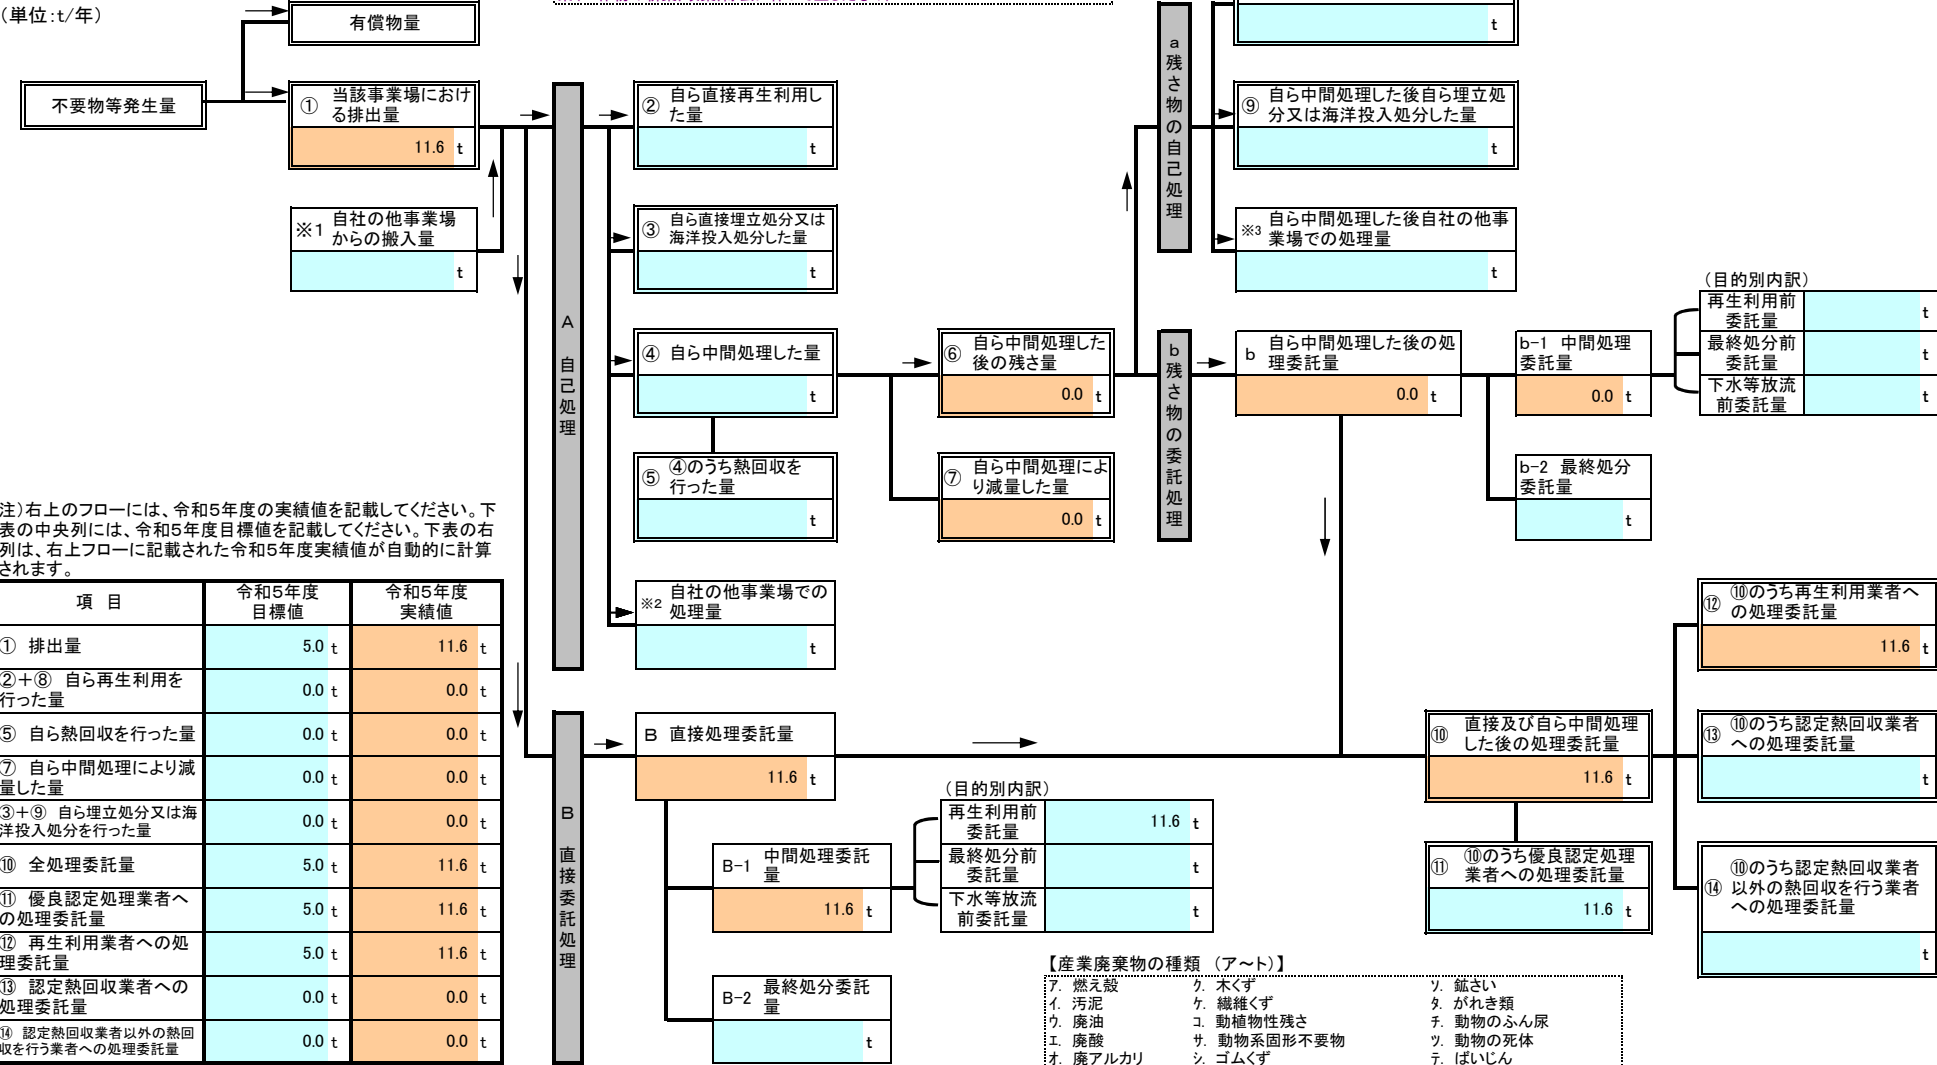 (単位:t/年)
有償物量
t
不要物等発生量
① 当該事業場におけ
る排出量
11.6 t
※1 自社の他事業場
からの搬入量
t
A 自己処理
② 自ら直接再生利用し
た量
t
③ 自ら直接埋立処分又は
海洋投入処分した量
t
④ 自ら中間処理した量
t
⑤ ④のうち熱回収を
行った量
t
※2 自社の他事業場での
処理量
t
⑥ 自ら中間処理した
後の残さ量
0.0 t
⑦ 自ら中間処理によ
り減量した量
0.0 t
a 残さ物の自己処理
⑨ 自ら中間処理した後自ら埋立処
分又は海洋投入処分した量
t
※3 自ら中間処理した後自社の他事
業場での処理量
t
b 残さ物の委託処理
b 自ら中間処理した後の処
理委託量
0.0 t
b-1 中間処理
委託量
0.0 t
b-2 最終処分
委託量
t
(目的別内訳)
再生利用前
委託量
t
最終処分前
委託量
t
下水等放流
前委託量
t
注)右上のフローには、令和5年度の実績値を記載してください。下
表の中央列には、令和5年度目標値を記載してください。下表の右
列は、右上フローに記載された令和5年度実績値が自動的に計算
されます。
項 目 令和5年度
目標値 令和5年度
実績値
① 排出量 5.0 t 11.6 t
②+⑧ 自ら再生利用を
行った量 0.0 t 0.0 t
⑤ 自ら熱回収を行った量 0.0 t 0.0 t
⑦ 自ら中間処理により減
量した量 0.0 t 0.0 t
③+⑨ 自ら埋立処分又は海
洋投入処分を行った量 0.0 t 0.0 t
⑩ 全処理委託量 5.0 t 11.6 t
⑪ 優良認定処理業者へ
の処理委託量 5.0 t 11.6 t
⑫ 再生利用業者への処
理委託量 5.0 t 11.6 t
⑬ 認定熱回収業者への
処理委託量 0.0 t 0.0 t
⑭ 認定熱回収業者以外の熱回
収を行う業者への処理委託量 0.0 t 0.0 t
B 直接委託処理
B 直接処理委託量
11.6 t
B-1 中間処理委託
量
11.6 t
B-2 最終処分委託
量
t
(目的別内訳)
再生利用前
委託量
11.6 t
最終処分前
委託量
t
下水等放流
前委託量
t
⑩ 直接及び自ら中間処理
した後の処理委託量
11.6 t
⑪ ⑩のうち優良認定処理
業者への処理委託量
11.6 t
⑫ ⑩のうち再生利用業者へ
の処理委託量
11.6 t
⑬ ⑩のうち認定熱回収業者
への処理委託量
t
⑭ ⑩のうち認定熱回収業者
以外の熱回収を行う業者
への処理委託量
t
【産業廃棄物の種類 (ア~ト)】
ア. 燃え殻 ク. 木くず ソ. 鉱さい
イ. 汚泥 ケ. 繊維くず タ. がれき類
ウ. 廃油 コ. 動植物性残さ チ. 動物のふん尿
エ. 廃酸 サ. 動物系固形不要物 ツ. 動物の死体
オ. 廃アルカリ シ. ゴムくず テ. ばいじん